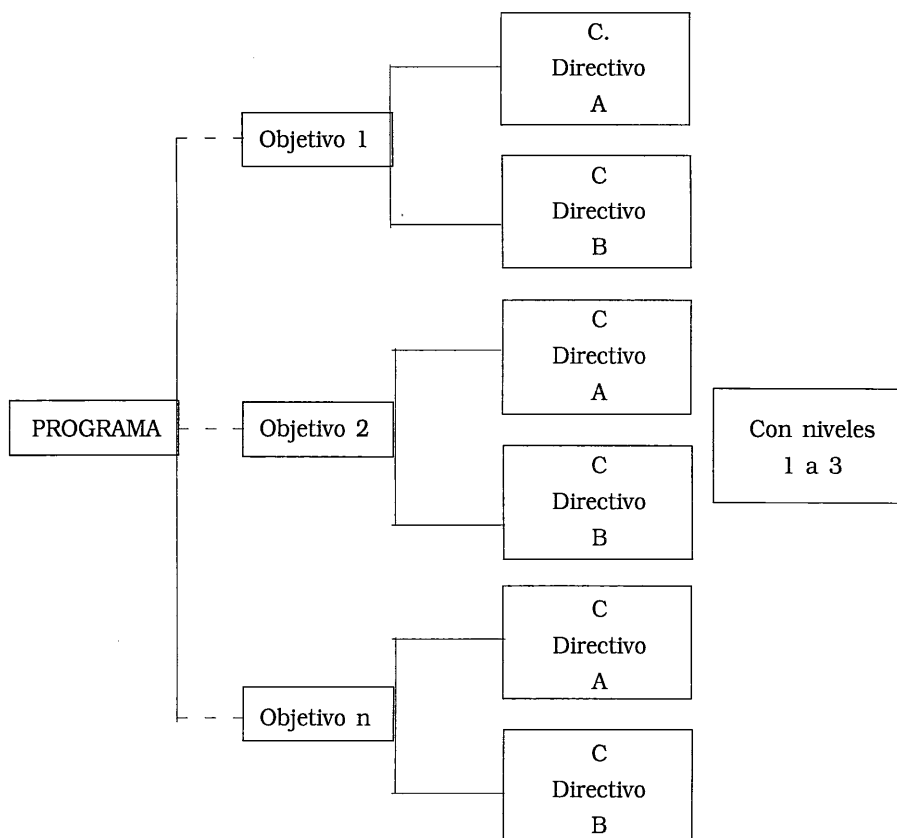 C.
Directivo
A
Objetivo 1
C
Directivo
B
C
Directivo
A
PROGRAMA
Objetivo 2
Con niveles
1 a 3
C
Directivo
B
C
Directivo
A
Objetivo n
C
Directivo
B